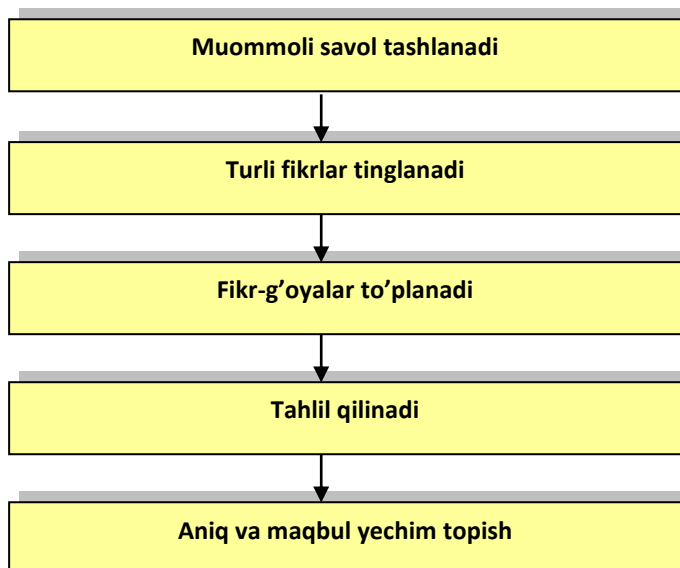 Muommoli savol tashlanadi
Turli fikrlar tinglanadi
Fikr-g’oyalar to’planadi
Tahlil qilinadi
Aniq va maqbul yechim topish